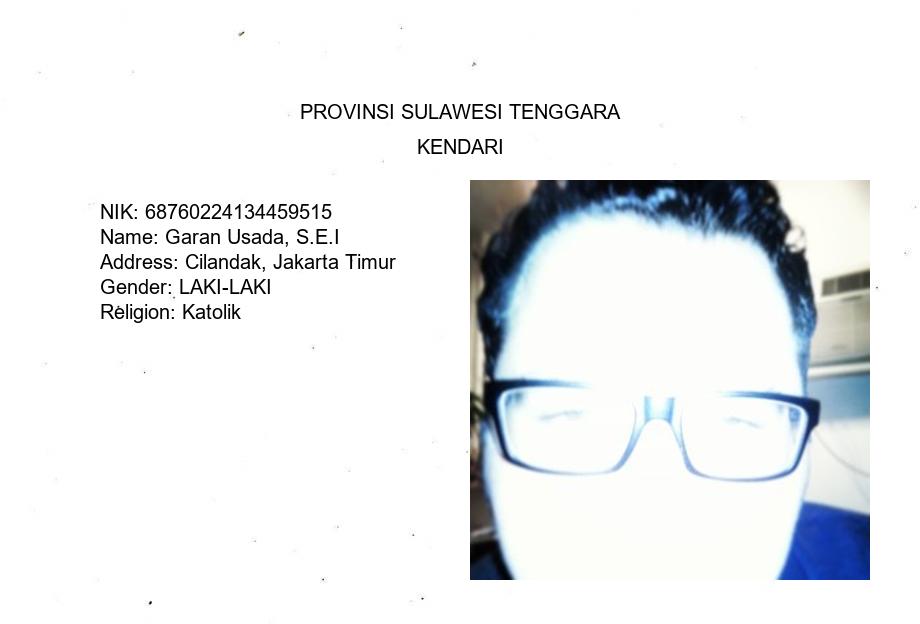 PROVINSI SULAWESI TENGGARA
KENDARI
NIK: 68760224134459515
Name: Garan Usada, S.E.I
Address: Cilandak, Jakarta Timur
Gender: LAKI-LAKI
Religion: Katolik